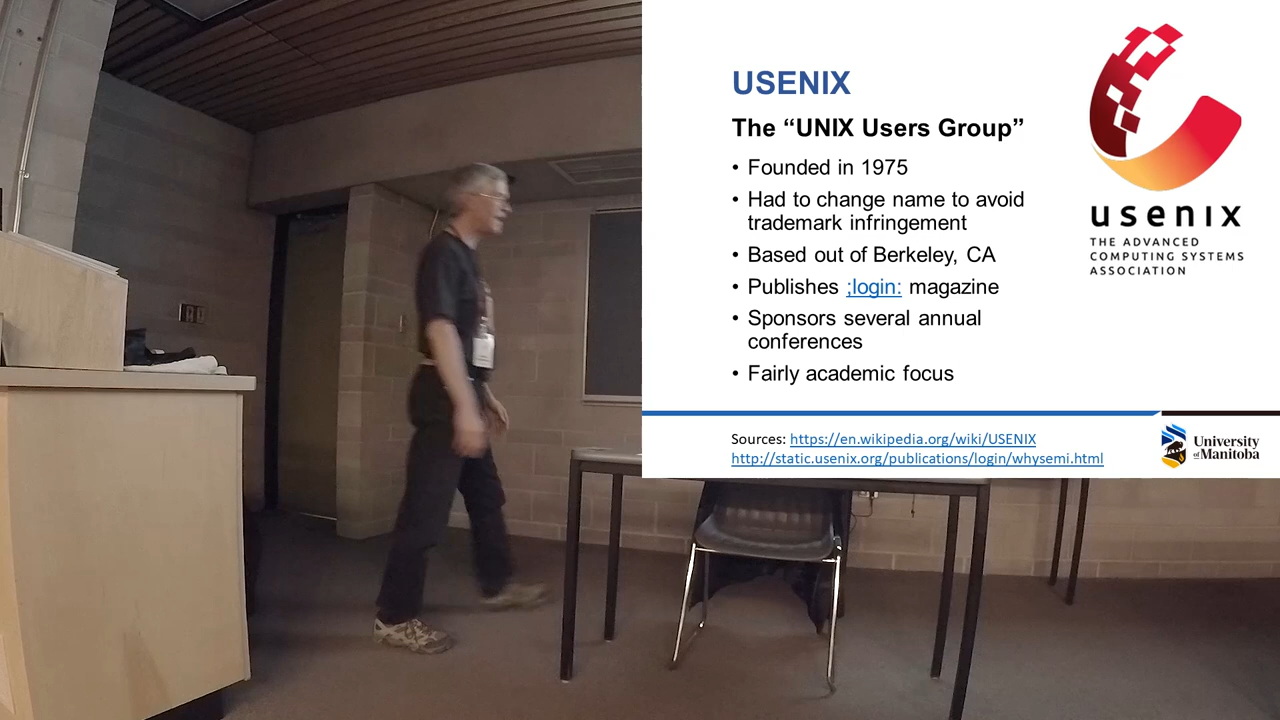 USENIX
The “UNIX Users Group”
• Founded in 1975
• Had to change name to avoid
trademark infringement
• Based out of Berkeley, CA
• Publishes ;login: magazine
• Sponsors several annual
conferences
• Fairly academic focus
usenix
THE ADVANCED
COMPUTING SYSTEMS
ASSOCIATION
Sources: https://en.wikipedia.org/wiki/USENIX
http://static.usenix.org/publications/login/whysemi.html
University
of Manitoba